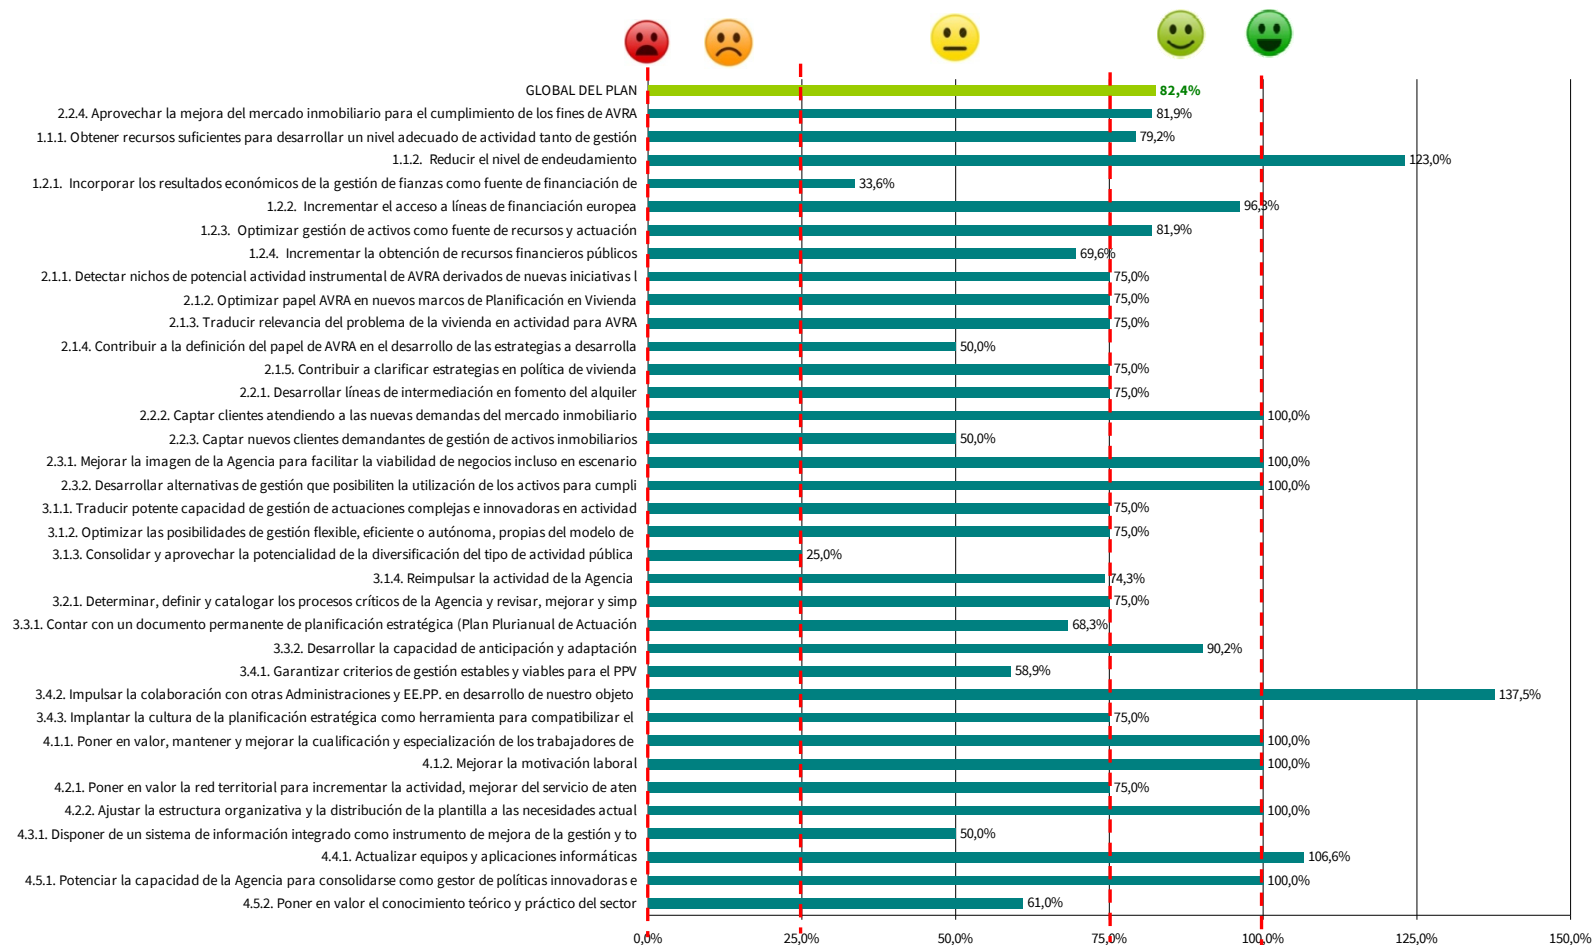 GLOBAL DEL PLAN 82,4%
2.2.4. Aprovechar la mejora del mercado inmobiliario para el cumplimiento de los fines de AVRA 81,9%
1.1.1. Obtener recursos suficientes para desarrollar un nivel adecuado de actividad tanto de gestión 79,2%
1.1.2. Reducir el nivel de endeudamiento 123,0%
1.2.1. Incorporar los resultados económicos de la gestión de fianzas como fuente de financiación de 33,6%
1.2.2. Incrementar el acceso a líneas de financiación europea 96,3%
1.2.3. Optimizar gestión de activos como fuente de recursos y actuación 81,9%
1.2.4. Incrementar la obtención de recursos financieros públicos 69,6%
2.1.1. Detectar nichos de potencial actividad instrumental de AVRA derivados de nuevas iniciativas l 75,0%
2.1.2. Optimizar papel AVRA en nuevos marcos de Planificación en Vivienda 75,0%
2.1.3. Traducir relevancia del problema de la vivienda en actividad para AVRA 75,0%
2.1.4. Contribuir a la definición del papel de AVRA en el desarrollo de las estrategias a desarrolla 50,0%
2.1.5. Contribuir a clarificar estrategias en política de vivienda 75,0%
2.2.1. Desarrollar líneas de intermediación en fomento del alquiler 75,0%
2.2.2. Captar clientes atendiendo a las nuevas demandas del mercado inmobiliario 100,0%
2.2.3. Captar nuevos clientes demandantes de gestión de activos inmobiliarios 50,0%
2.3.1. Mejorar la imagen de la Agencia para facilitar la viabilidad de negocios incluso en escenario 100,0%
2.3.2. Desarrollar alternativas de gestión que posibiliten la utilización de los activos para cumpli 100,0%
3.1.1. Traducir potente capacidad de gestión de actuaciones complejas e innovadoras en actividad 75,0%
3.1.2. Optimizar las posibilidades de gestión flexible, eficiente o autónoma, propias del modelo de 75,0%
3.1.3. Consolidar y aprovechar la potencialidad de la diversificación del tipo de actividad pública 25,0%
3.1.4. Reimpulsar la actividad de la Agencia 74,3%
3.2.1. Determinar, definir y catalogar los procesos críticos de la Agencia y revisar, mejorar y simp 75,0%
3.3.1. Contar con un documento permanente de planificación estratégica (Plan Plurianual de Actuación 68,3%
3.3.2. Desarrollar la capacidad de anticipación y adaptación 90,2%
3.4.1. Garantizar criterios de gestión estables y viables para el PPV 58,9%
3.4.2. Impulsar la colaboración con otras Administraciones y EE.PP. en desarrollo de nuestro objeto 137,5%
3.4.3. Implantar la cultura de la planificación estratégica como herramienta para compatibilizar el 75,0%
4.1.1. Poner en valor, mantener y mejorar la cualificación y especialización de los trabajadores de 100,0%
4.1.2. Mejorar la motivación laboral 100,0%
4.2.1. Poner en valor la red territorial para incrementar la actividad, mejorar del servicio de aten 75,0%
4.2.2. Ajustar la estructura organizativa y la distribución de la plantilla a las necesidades actual 100,0%
4.3.1. Disponer de un sistema de información integrado como instrumento de mejora de la gestión y to 50,0%
4.4.1. Actualizar equipos y aplicaciones informáticas 106,6%
4.5.1. Potenciar la capacidad de la Agencia para consolidarse como gestor de políticas innovadoras e 100,0%
4.5.2. Poner en valor el conocimiento teórico y práctico del sector 61,0%
0,0% 25,0% 50,0% 75,0% 100,0% 125,0% 150,0%